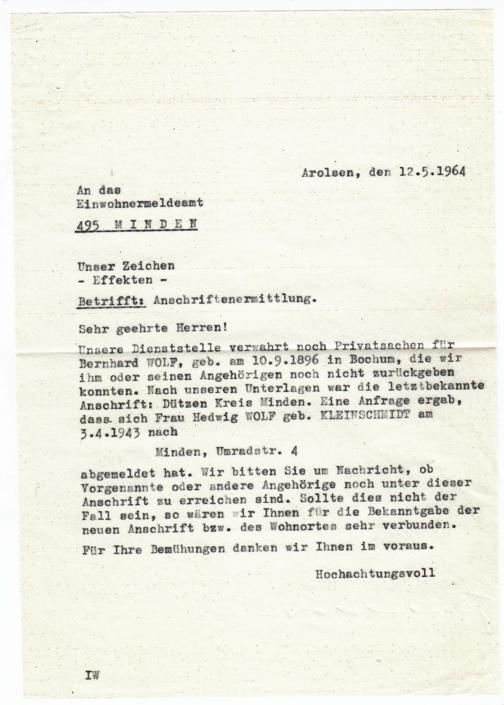 Arolsen, den 12.5.1964
An das
Einwohnermeldeamt
495 M I N D E N
Unser Zeichen
- Effekten -
Betrifft: Anschriftenermittlung.
Sehr geehrte Herren!
Unsere Dienststelle verwahrt noch Privatsachen für
Bernhard WOLF, geb. am 10.9.1896 in Bochum, die wir
ihm oder seinen Angehörigen noch nicht zurückgeben
konnten. Nach unseren Unterlagen war die letztbekannte
Anschrift: Dützen Kreis Minden. Eine Anfrage ergab,
dass sich Frau Hedwig WOLF geb. KLEINSCHMIDT am
3.4.1943 nach
Minden, Umradstr. 4
abgemeldet hat. Wir bitten Sie um Nachricht, ob
Vorgenannte oder andere Angehörige noch unter dieser
Anschrift zu erreichen sind. Sollte dies nicht der
Fall sein, so wären wir Ihnen für die Bekanntgabe der
neuen Anschrift bzw. des Wohnortes sehr verbunden.
Für Ihre Bemühungen danken wir Ihnen im voraus.
Hochachtungsvoll
IW